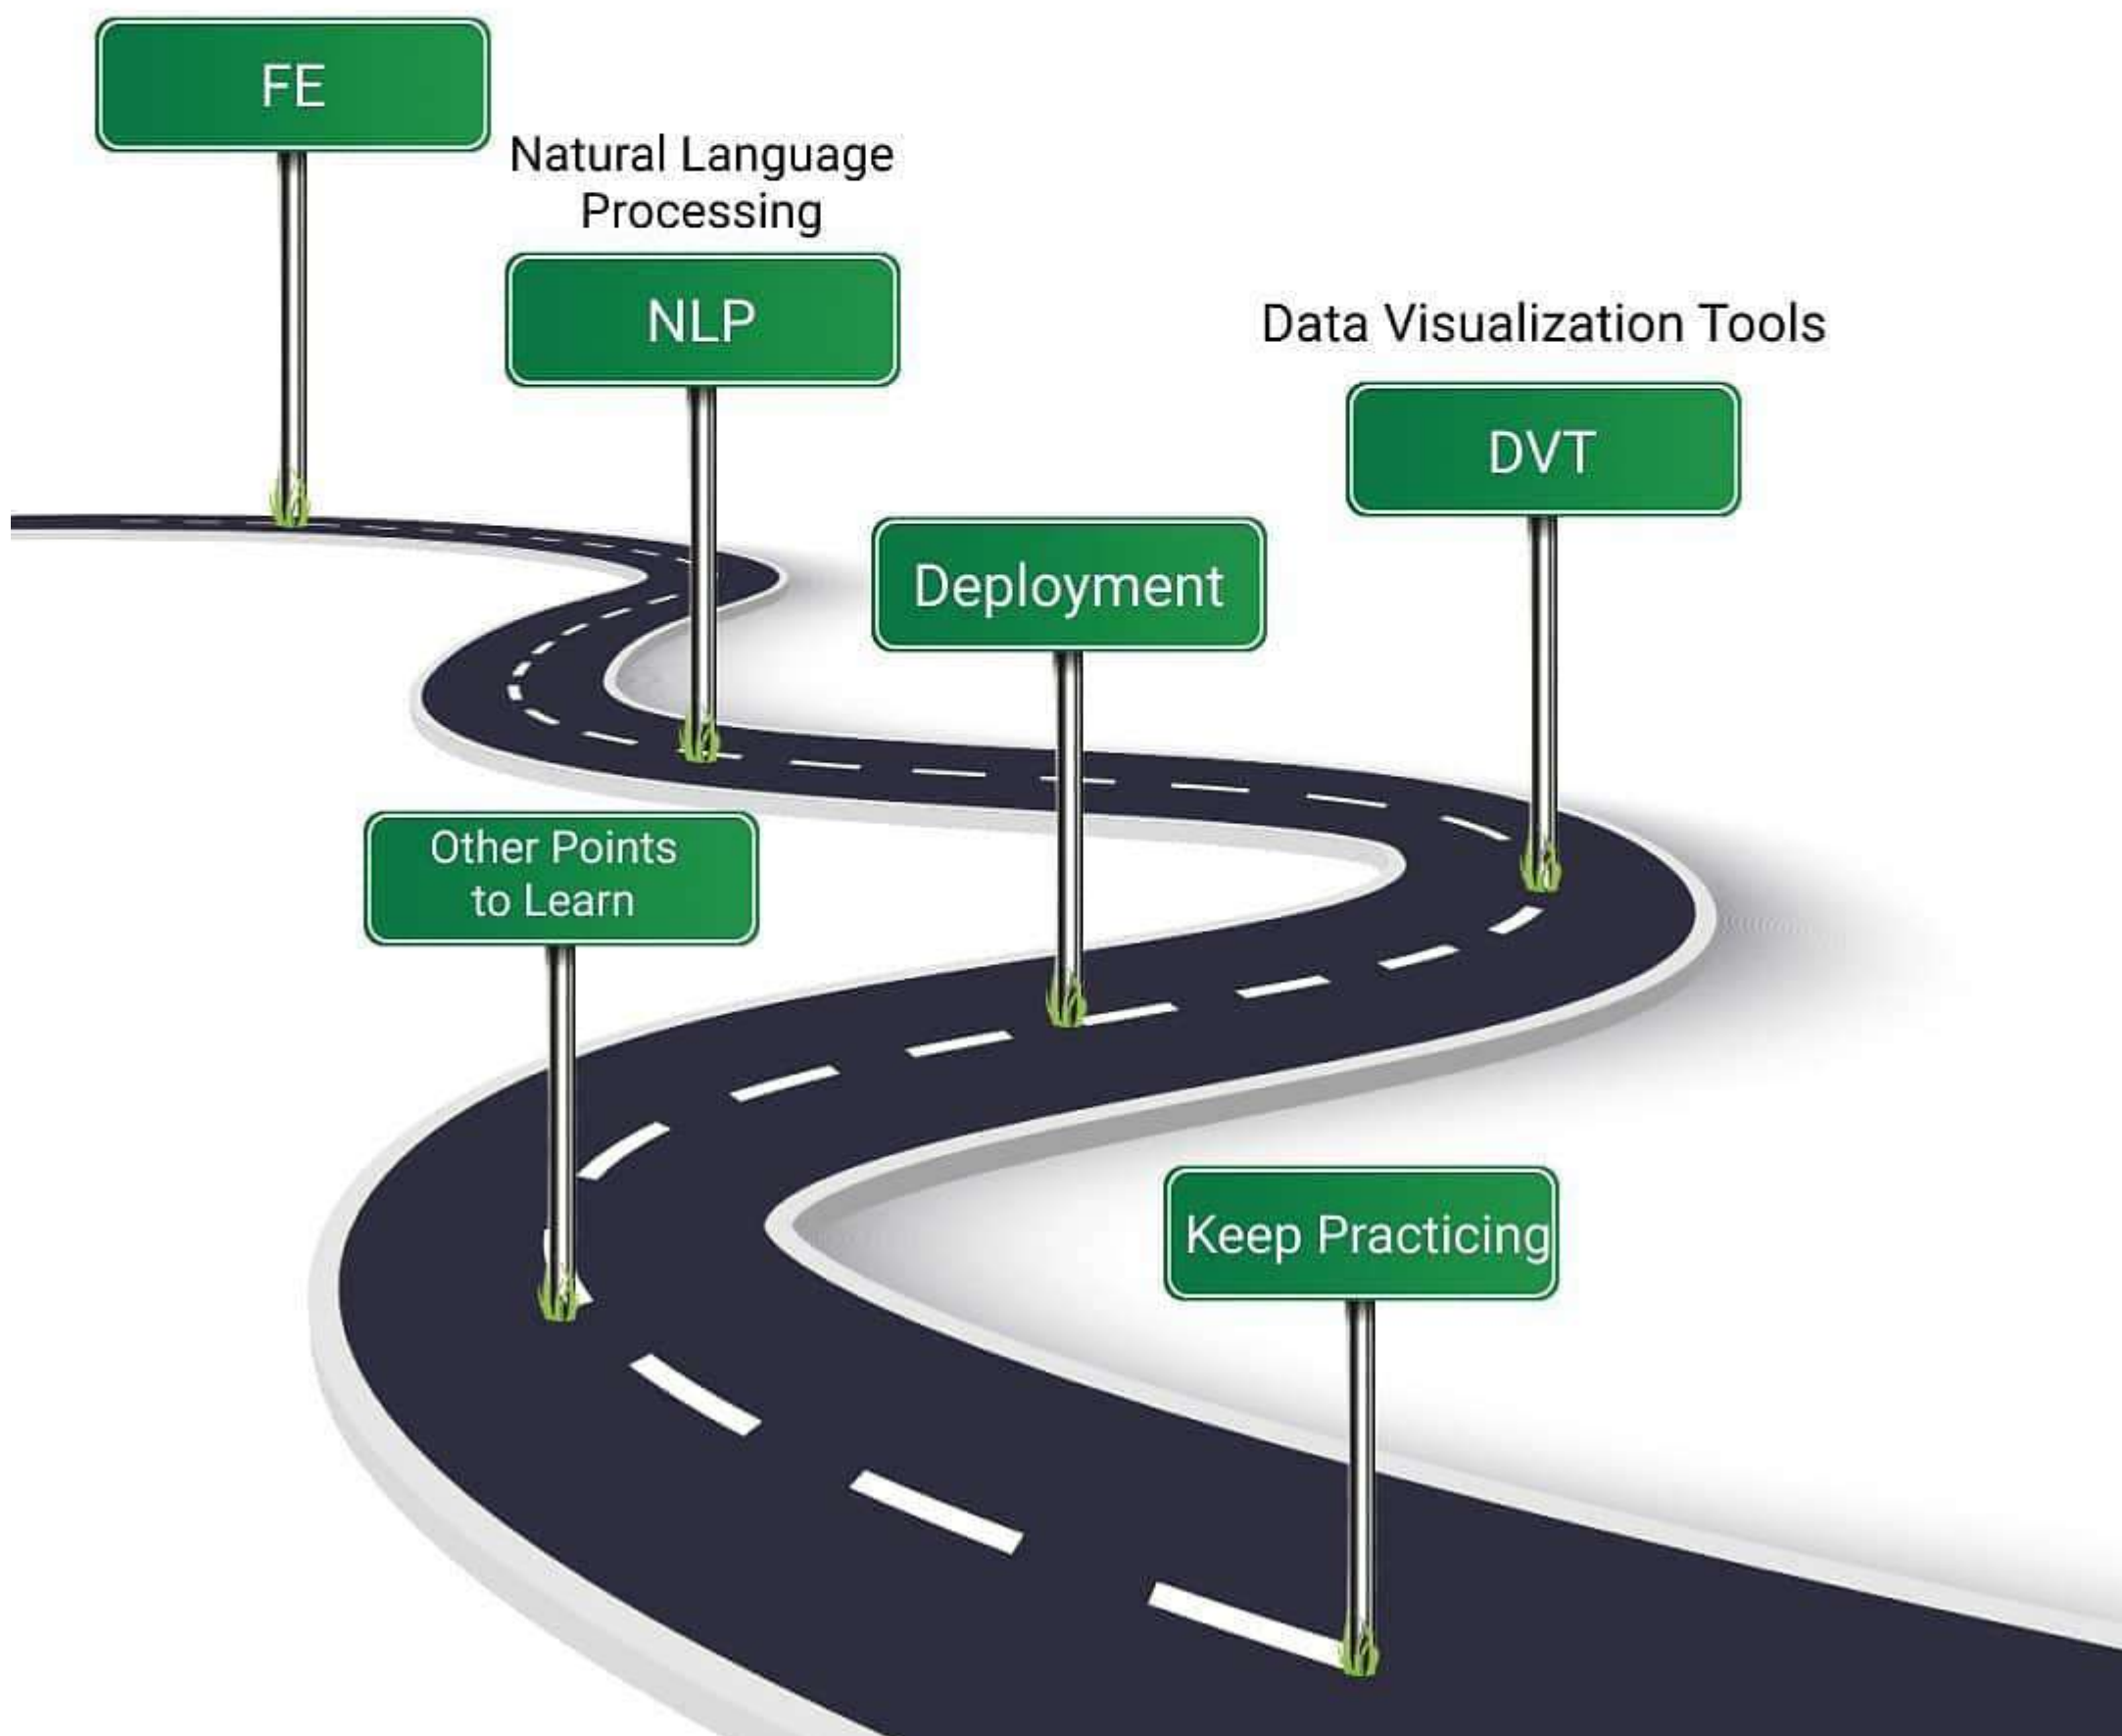 FE
Natural Language
Processing
NLP
Data Visualization Tools
DVT
Deployment
Other Points
to Learn
Keep Practicing